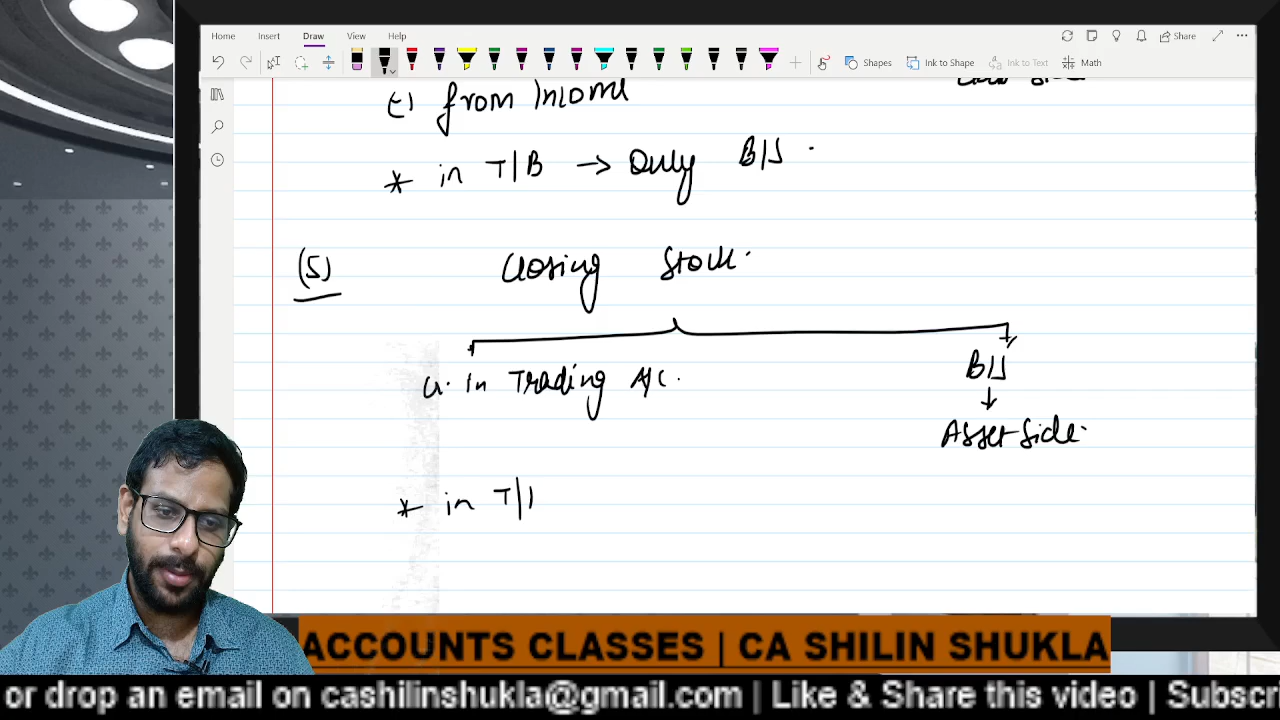 Home Insert Draw View Help Share
Shapes Ink to Shape Ink to Text Math
(-) from Income
* in T/B → Only B/S.
(5) Closing Stock.
Cr. in Trading A/c. B/S
↓
Asset Side.
* in T/
ACCOUNTS CLASSES | CA SHILIN SHUKLA
or drop an email on cashilinshukla@gmail.com | Like & Share this video | Subscr